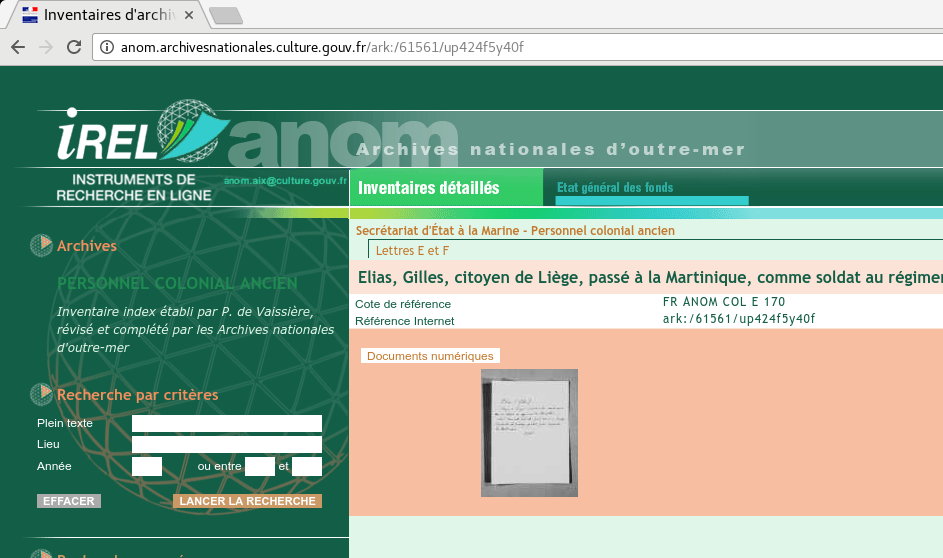 Inventaires d'archiv
anom.archivesnationales.culture.gouv.fr/ark:/61561/up424f5y40f
iREL
anom
Archives nationales d'outre-mer
INSTRUMENTS DE
RECHERCHE EN LIGNE
anom.aix@culture.gouv.fr
Inventaires détaillés
Etat général des fonds
Secrétariat d'État à la Marine - Personnel colonial ancien
Lettres E et F
Archives
PERSONNEL COLONIAL ANCIEN
Inventaire index établi par P. de Vaissière,
révisé et complété par les Archives nationales
d'outre-mer
Recherche par critères
Plein texte
Lieu
Année ou entre et
EFFACER LANCER LA RECHERCHE
Elias, Gilles, citoyen de Liège, passé à la Martinique, comme soldat au régimen
Cote de référence FR ANOM COL E 170
Référence Internet ark:/61561/up424f5y40f
Documents numériques